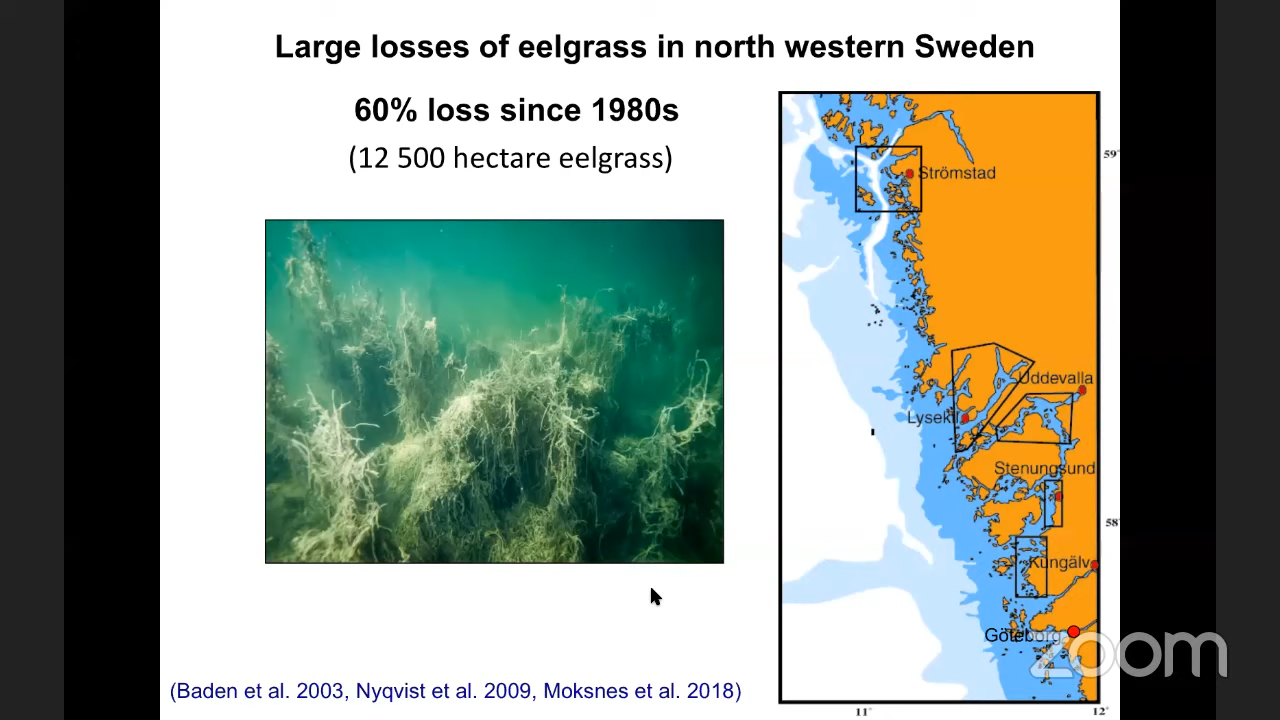 Large losses of eelgrass in north western Sweden
60% loss since 1980s
(12 500 hectare eelgrass)
59°
Strömstad
Uddevalla
Lysekil
Stenungsund
58°
Kungälv
Göteborg
zoom
(Baden et al. 2003, Nyqvist et al. 2009, Moksnes et al. 2018)
11°
12°